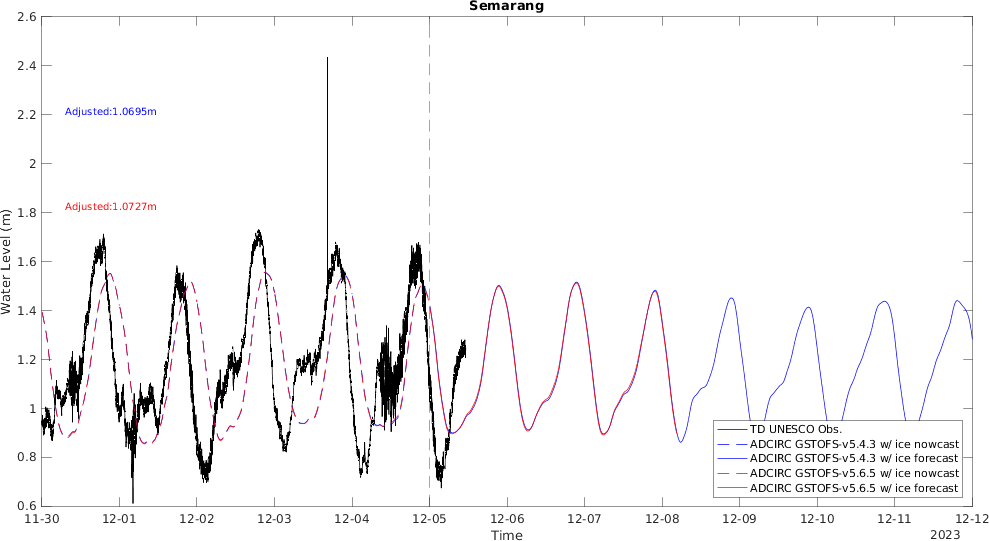 Semarang
2.6
2.4
2.2
2
1.8
1.6
1.4
1.2
1
0.8
0.6
Water Level (m)
Adjusted:1.0695m
Adjusted:1.0727m
TD UNESCO Obs.
ADCIRC GSTOFS-v5.4.3 w/ ice nowcast
ADCIRC GSTOFS-v5.4.3 w/ ice forecast
ADCIRC GSTOFS-v5.6.5 w/ ice nowcast
ADCIRC GSTOFS-v5.6.5 w/ ice forecast
11-30 12-01 12-02 12-03 12-04 12-05 12-06 12-07 12-08 12-09 12-10 12-11 12-12
Time
2023